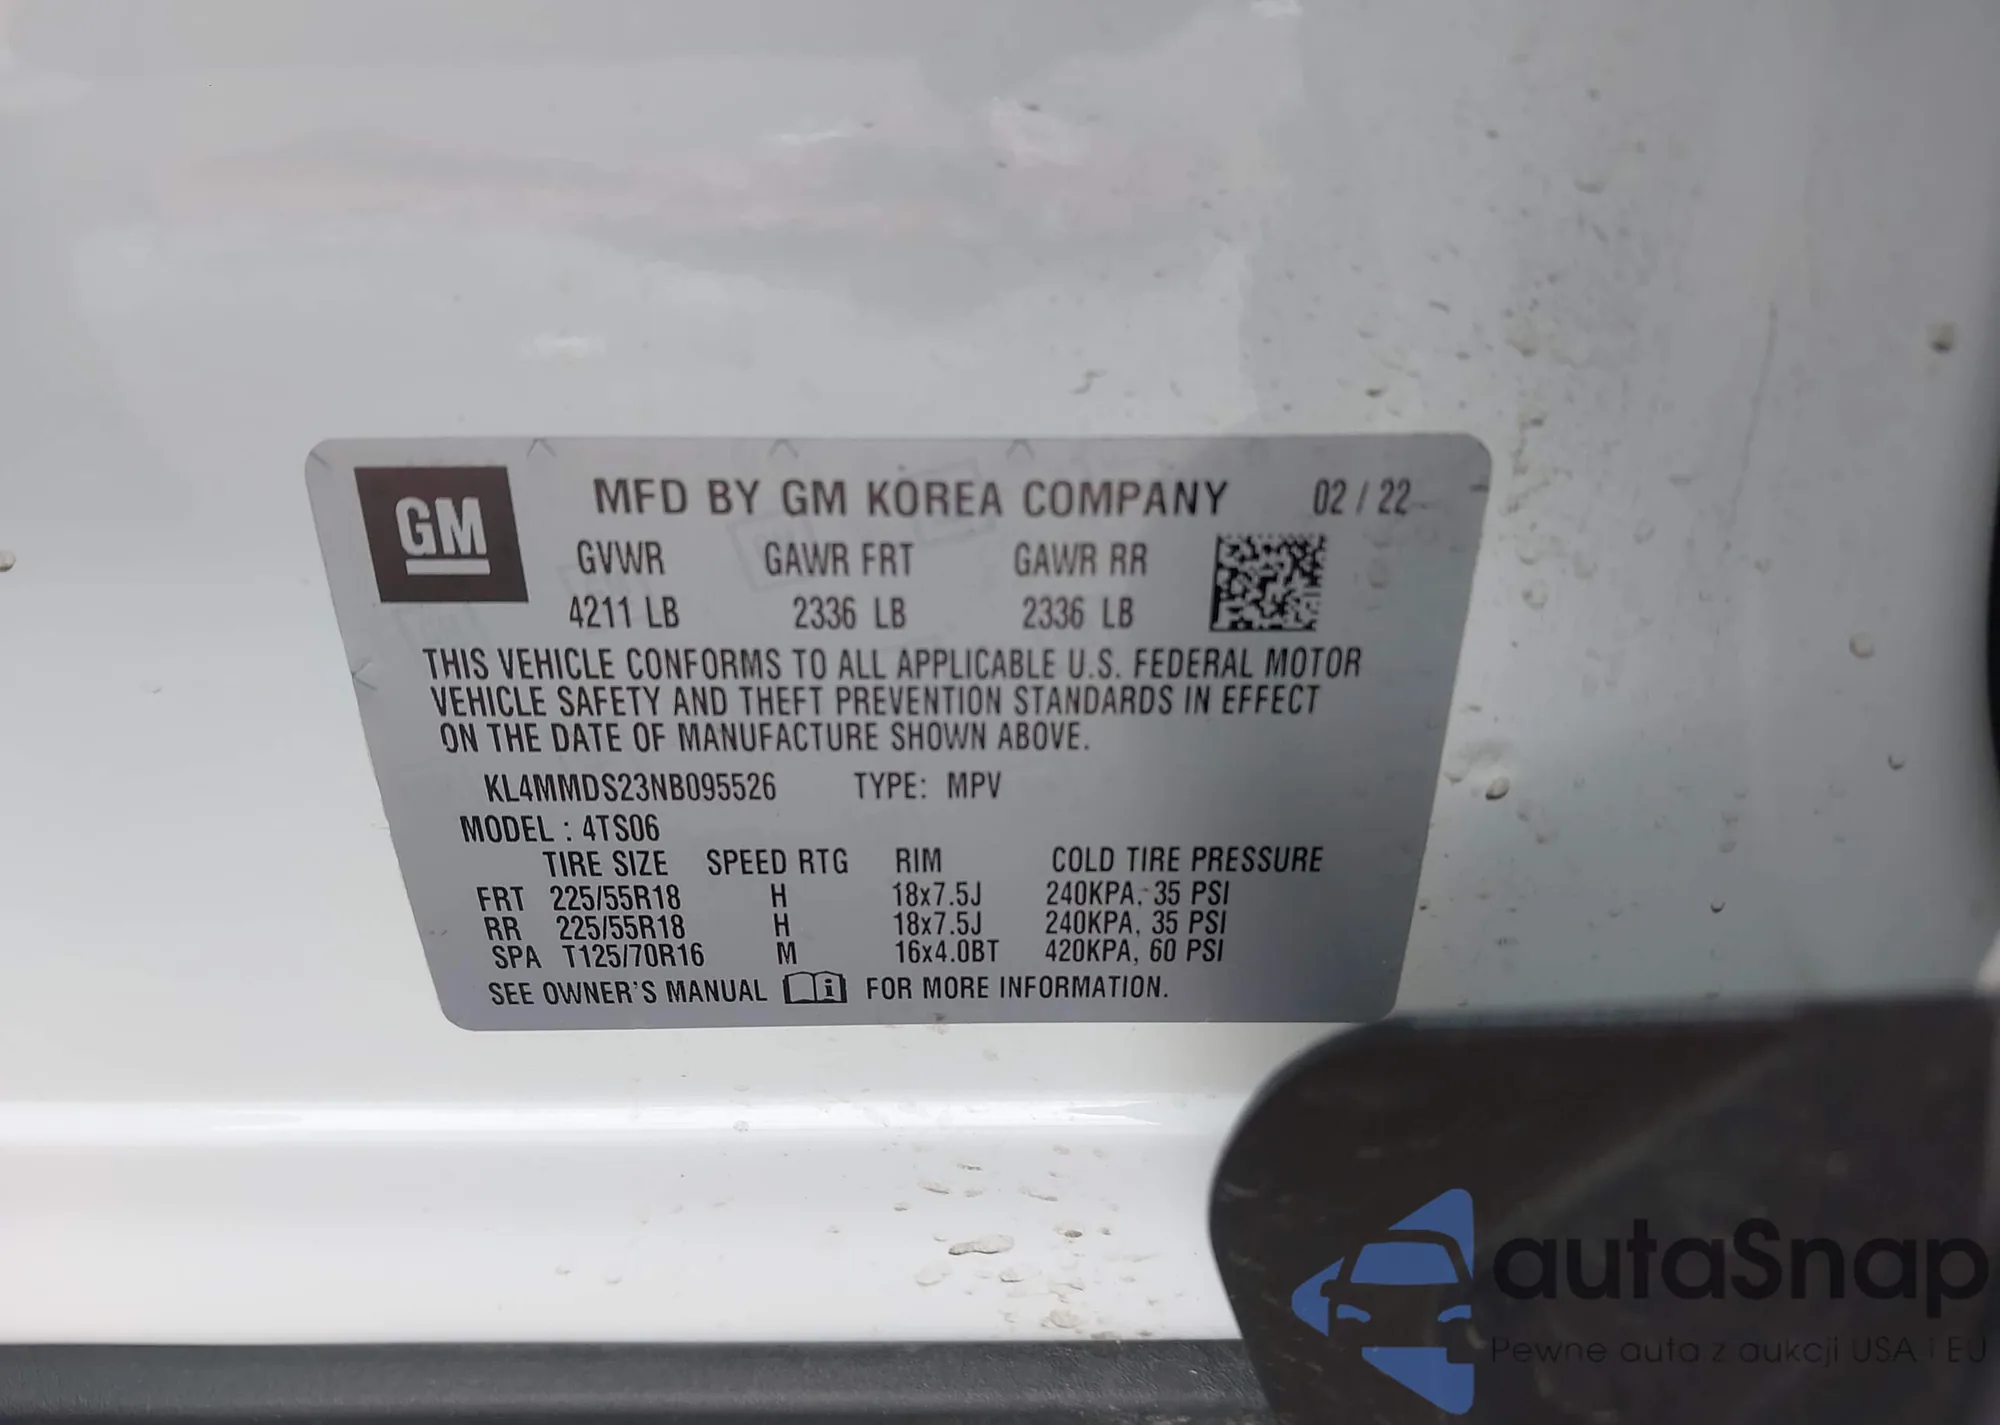 GM
MFD BY GM KOREA COMPANY 02 / 22
GVWR GAWR FRT GAWR RR
4211 LB 2336 LB 2336 LB
THIS VEHICLE CONFORMS TO ALL APPLICABLE U.S. FEDERAL MOTOR
VEHICLE SAFETY AND THEFT PREVENTION STANDARDS IN EFFECT
ON THE DATE OF MANUFACTURE SHOWN ABOVE.
KL4MMDS23NB095526 TYPE: MPV
MODEL : 4TS06
TIRE SIZE SPEED RTG RIM COLD TIRE PRESSURE
FRT 225/55R18 H 18x7.5J 240KPA, 35 PSI
RR 225/55R18 H 18x7.5J 240KPA, 35 PSI
SPA T125/70R16 M 16x4.0BT 420KPA, 60 PSI
SEE OWNER'S MANUAL i FOR MORE INFORMATION.
autaSnap
Pewne auta z aukcji USA i EU